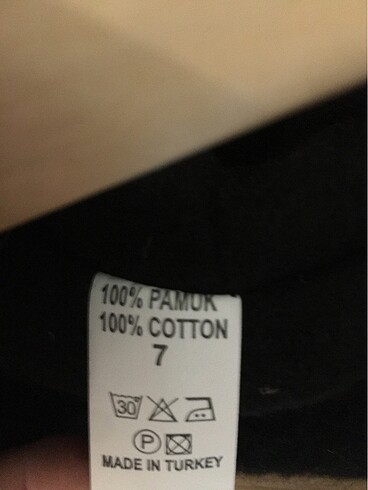 100% PAMUK
100% COTTON
7
30
P
MADE IN TURKEY